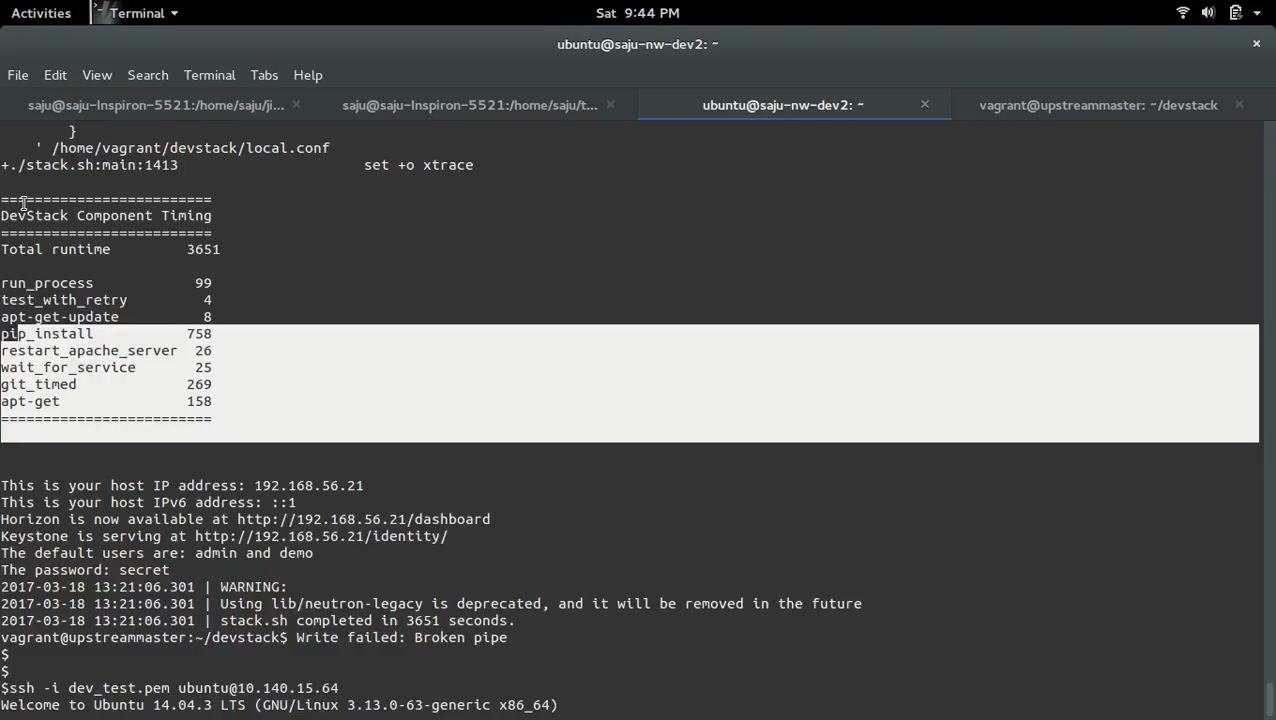 Activities Terminal Sat 9:44 PM
ubuntu@saju-nw-dev2: ~ ×
File Edit View Search Terminal Tabs Help
saju@saju-Inspiron-5521:/home/saju/ji... × saju@saju-Inspiron-5521:/home/saju/t... × ubuntu@saju-nw-dev2: ~ × vagrant@upstreammaster: ~/devstack ×
}
' /home/vagrant/devstack/local.conf
+./stack.sh:main:1413 set +o xtrace
=========================
DevStack Component Timing
=========================
Total runtime 3651
run_process 99
test_with_retry 4
apt-get-update 8
pip_install 758
restart_apache_server 26
wait_for_service 25
git_timed 269
apt-get 158
=========================
This is your host IP address: 192.168.56.21
This is your host IPv6 address: ::1
Horizon is now available at http://192.168.56.21/dashboard
Keystone is serving at http://192.168.56.21/identity/
The default users are: admin and demo
The password: secret
2017-03-18 13:21:06.301 | WARNING:
2017-03-18 13:21:06.301 | Using lib/neutron-legacy is deprecated, and it will be removed in the future
2017-03-18 13:21:06.301 | stack.sh completed in 3651 seconds.
vagrant@upstreammaster:~/devstack$ Write failed: Broken pipe
$
$
$ssh -i dev_test.pem ubuntu@10.140.15.64
Welcome to Ubuntu 14.04.3 LTS (GNU/Linux 3.13.0-63-generic x86_64)